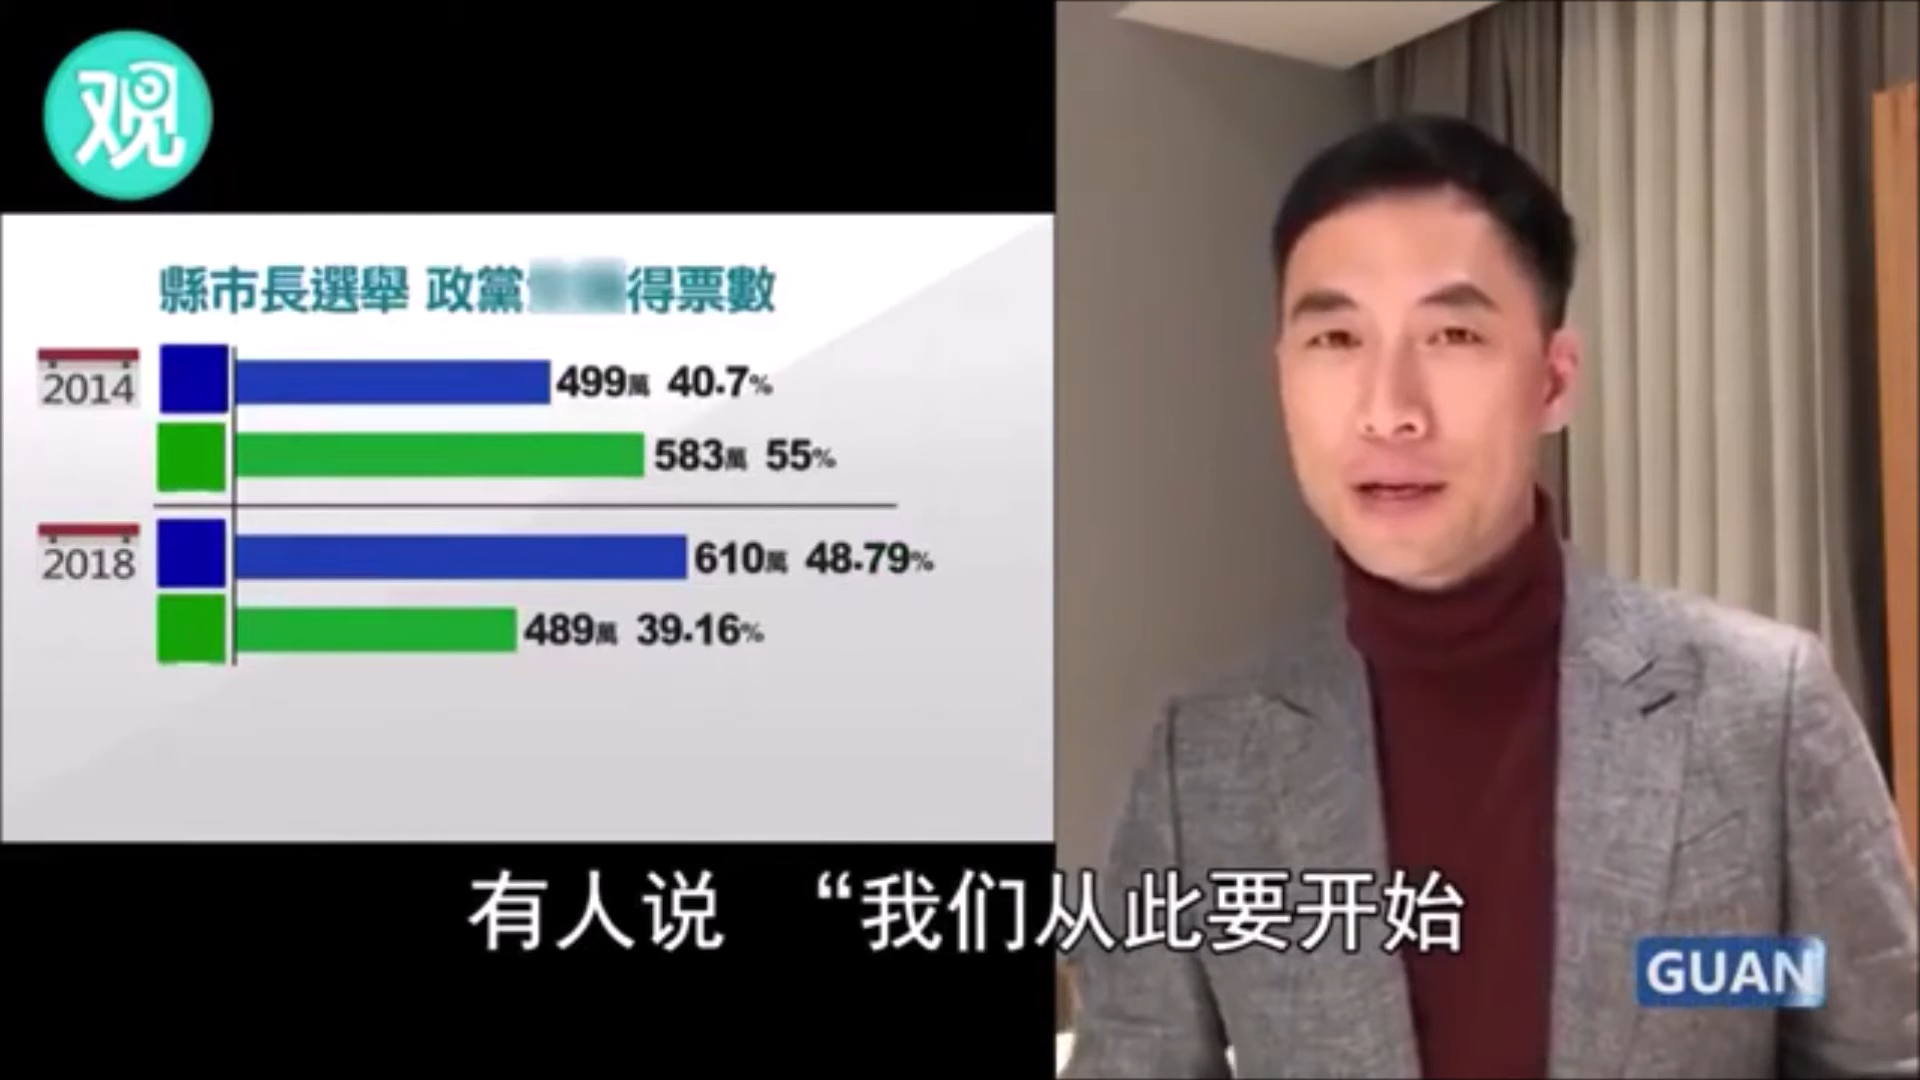 观
縣市長選舉 政黨 得票數
2014
499萬 40.7%
583萬 55%
2018
610萬 48.79%
489萬 39.16%
有人说 “我们从此要开始
GUAN